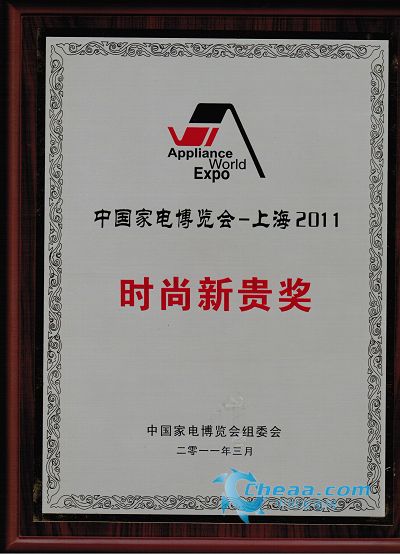 Appliance
World
Expo
中国家电博览会-上海2011
时尚新贵奖
中国家电博览会组委会
二零一一年三月
Cheaa.com